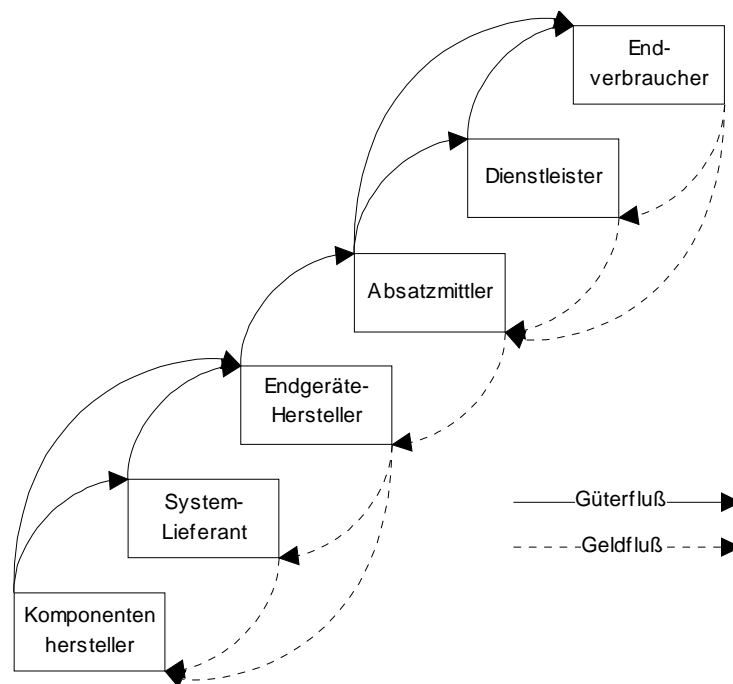 End-
verbraucher
Dienstleister
Absatzmittler
Endgeräte-
Hersteller
System-
Lieferant
Güterfluß
Geldfluß
Komponenten
hersteller